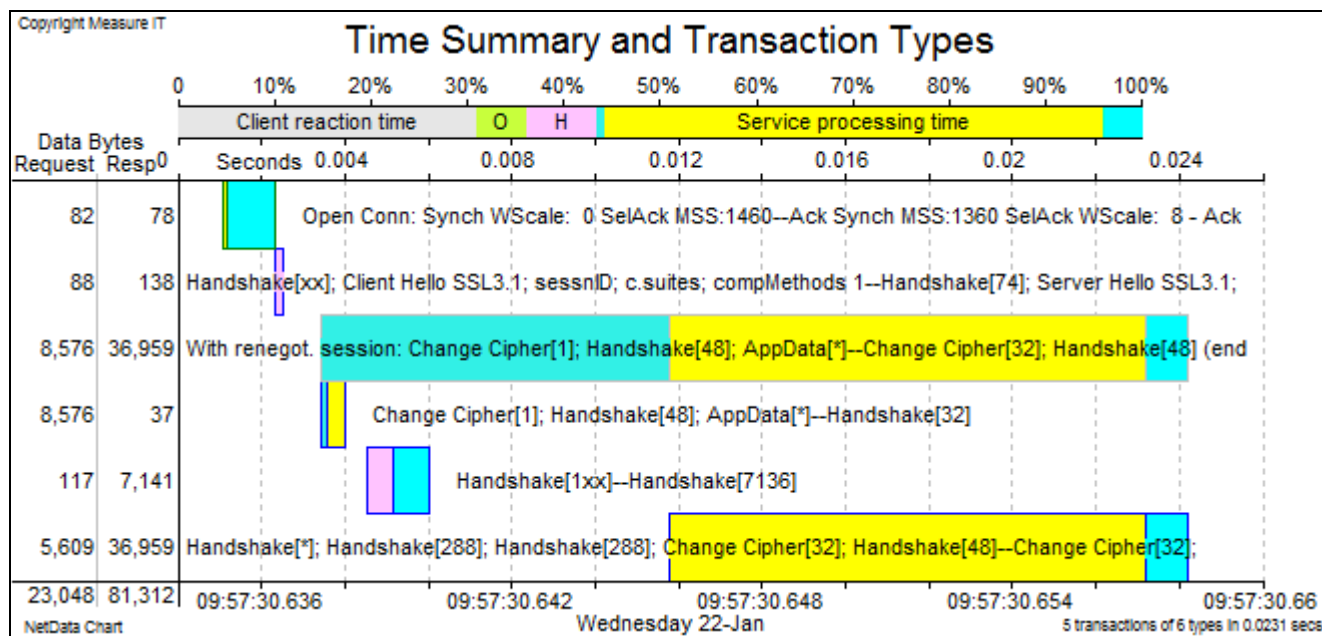 Copyright Measure IT
Time Summary and Transaction Types
0 10% 20% 30% 40% 50% 60% 70% 80% 90% 100%
Client reaction time O H Service processing time
Data Bytes
Request Resp 0 Seconds 0.004 0.008 0.012 0.016 0.02 0.024
82 78 Open Conn: Synch WScale: 0 SelAck MSS:1460--Ack Synch MSS:1360 SelAck WScale: 8 - Ack
88 138 Handshake[xx]; Client Hello SSL3.1; sessnID; c.suites; compMethods 1--Handshake[74]; Server Hello SSL3.1;
8,576 36,959 With renegot. session: Change Cipher[1]; Handshake[48]; AppData[*]--Change Cipher[32]; Handshake[48] (end
8,576 37 Change Cipher[1]; Handshake[48]; AppData[*]--Handshake[32]
117 7,141 Handshake[1xx]--Handshake[7136]
5,609 36,959 Handshake[*]; Handshake[288]; Handshake[288]; Change Cipher[32]; Handshake[48]--Change Cipher[32];
23,048 81,312 09:57:30.636 09:57:30.642 09:57:30.648 09:57:30.654 09:57:30.66
NetData Chart Wednesday 22-Jan 5 transactions of 6 types in 0.0231 secs